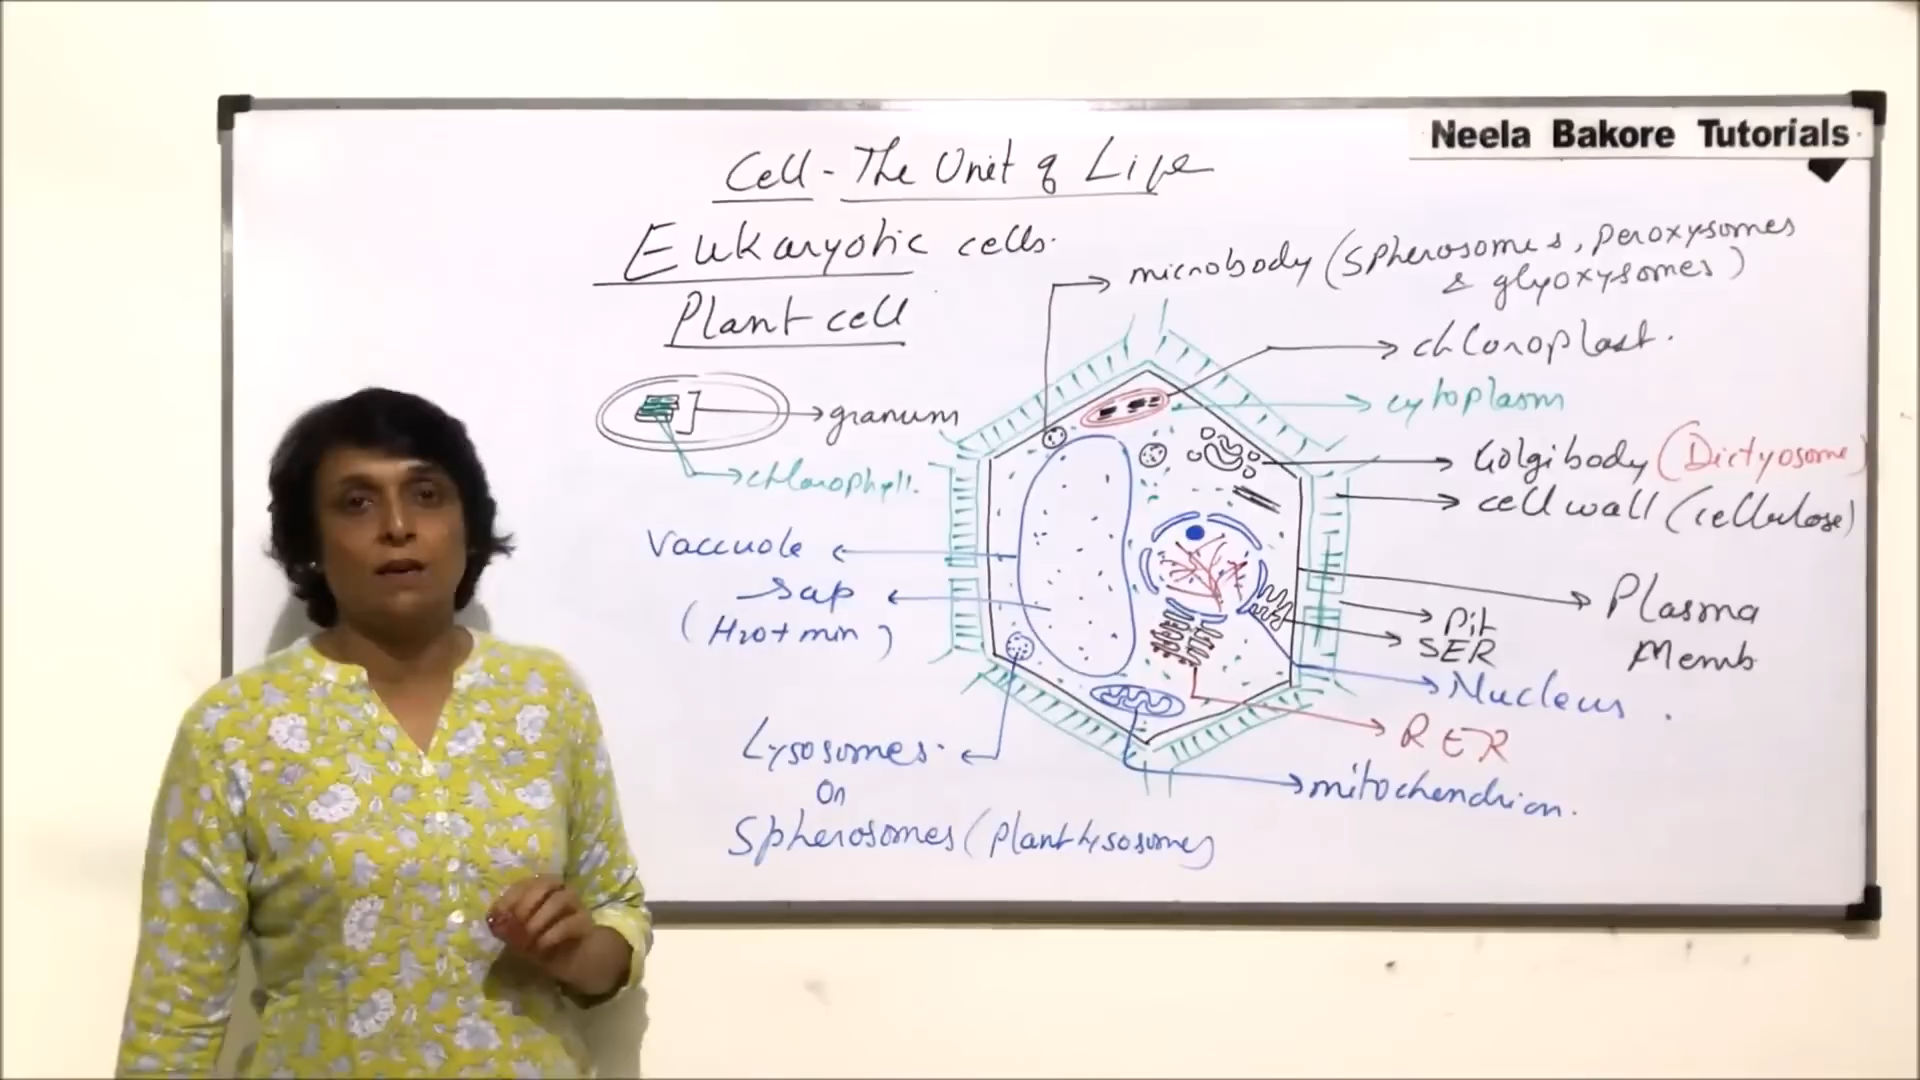 Neela Bakore Tutorials
Cell - The Unit of Life
Eukaryotic cells.
Plant cell
microbody (Spherosomes, peroxysomes
& glyoxysomes)
chloroplast.
cytoplasm
granum
chlorophyll.
Golgibody (Dictyosome)
cell wall (cellulose)
Vaccuole
Sap
(H2O + min)
Plasma
Memb
Pit
SER
Nucleus
RER
mitochondrion.
Lysosomes.
or
Spherosomes (plant lysosomes)